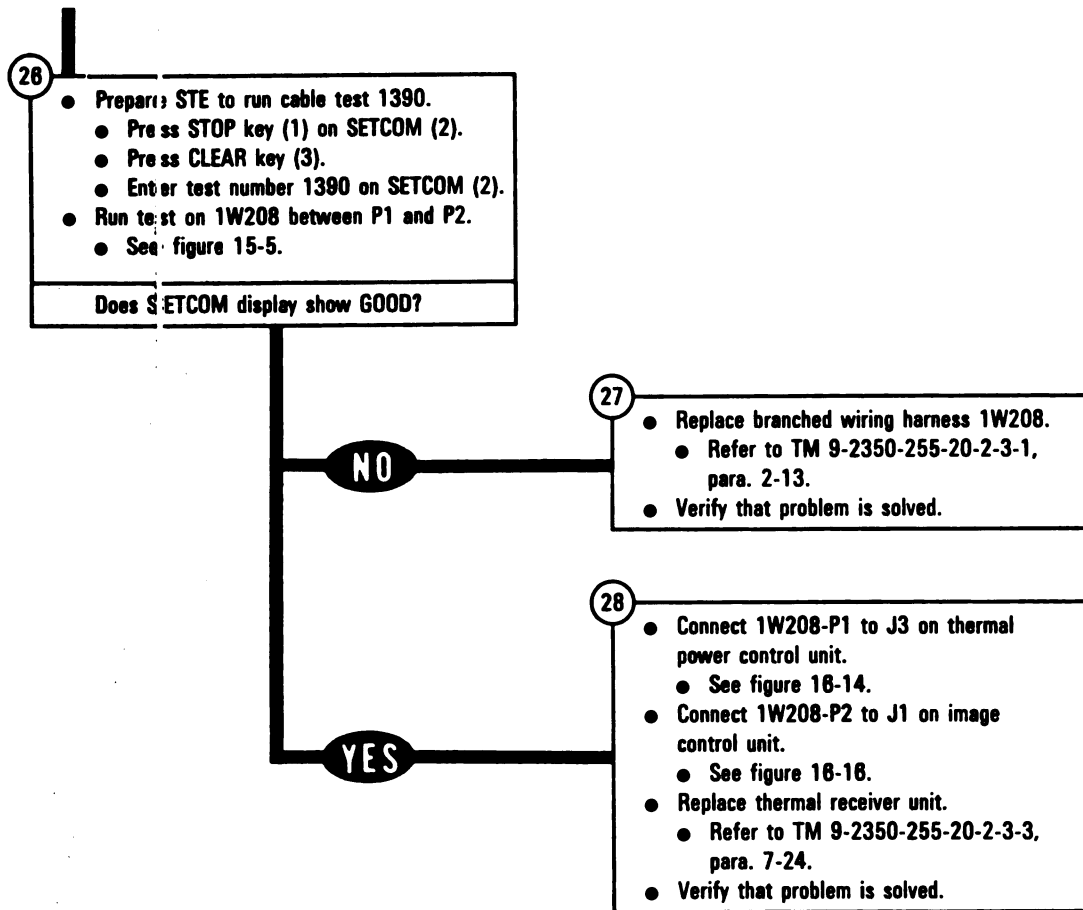 26
● Prepare STE to run cable test 1390.
● Press STOP key (1) on SETCOM (2).
● Press CLEAR key (3).
● Enter test number 1390 on SETCOM (2).
● Run test on 1W208 between P1 and P2.
● See figure 15-5.
Does SETCOM display show GOOD?
NO
27
● Replace branched wiring harness 1W208.
● Refer to TM 9-2350-255-20-2-3-1,
para. 2-13.
● Verify that problem is solved.
YES
28
● Connect 1W208-P1 to J3 on thermal
power control unit.
● See figure 16-14.
● Connect 1W208-P2 to J1 on image
control unit.
● See figure 16-16.
● Replace thermal receiver unit.
● Refer to TM 9-2350-255-20-2-3-3,
para. 7-24.
● Verify that problem is solved.